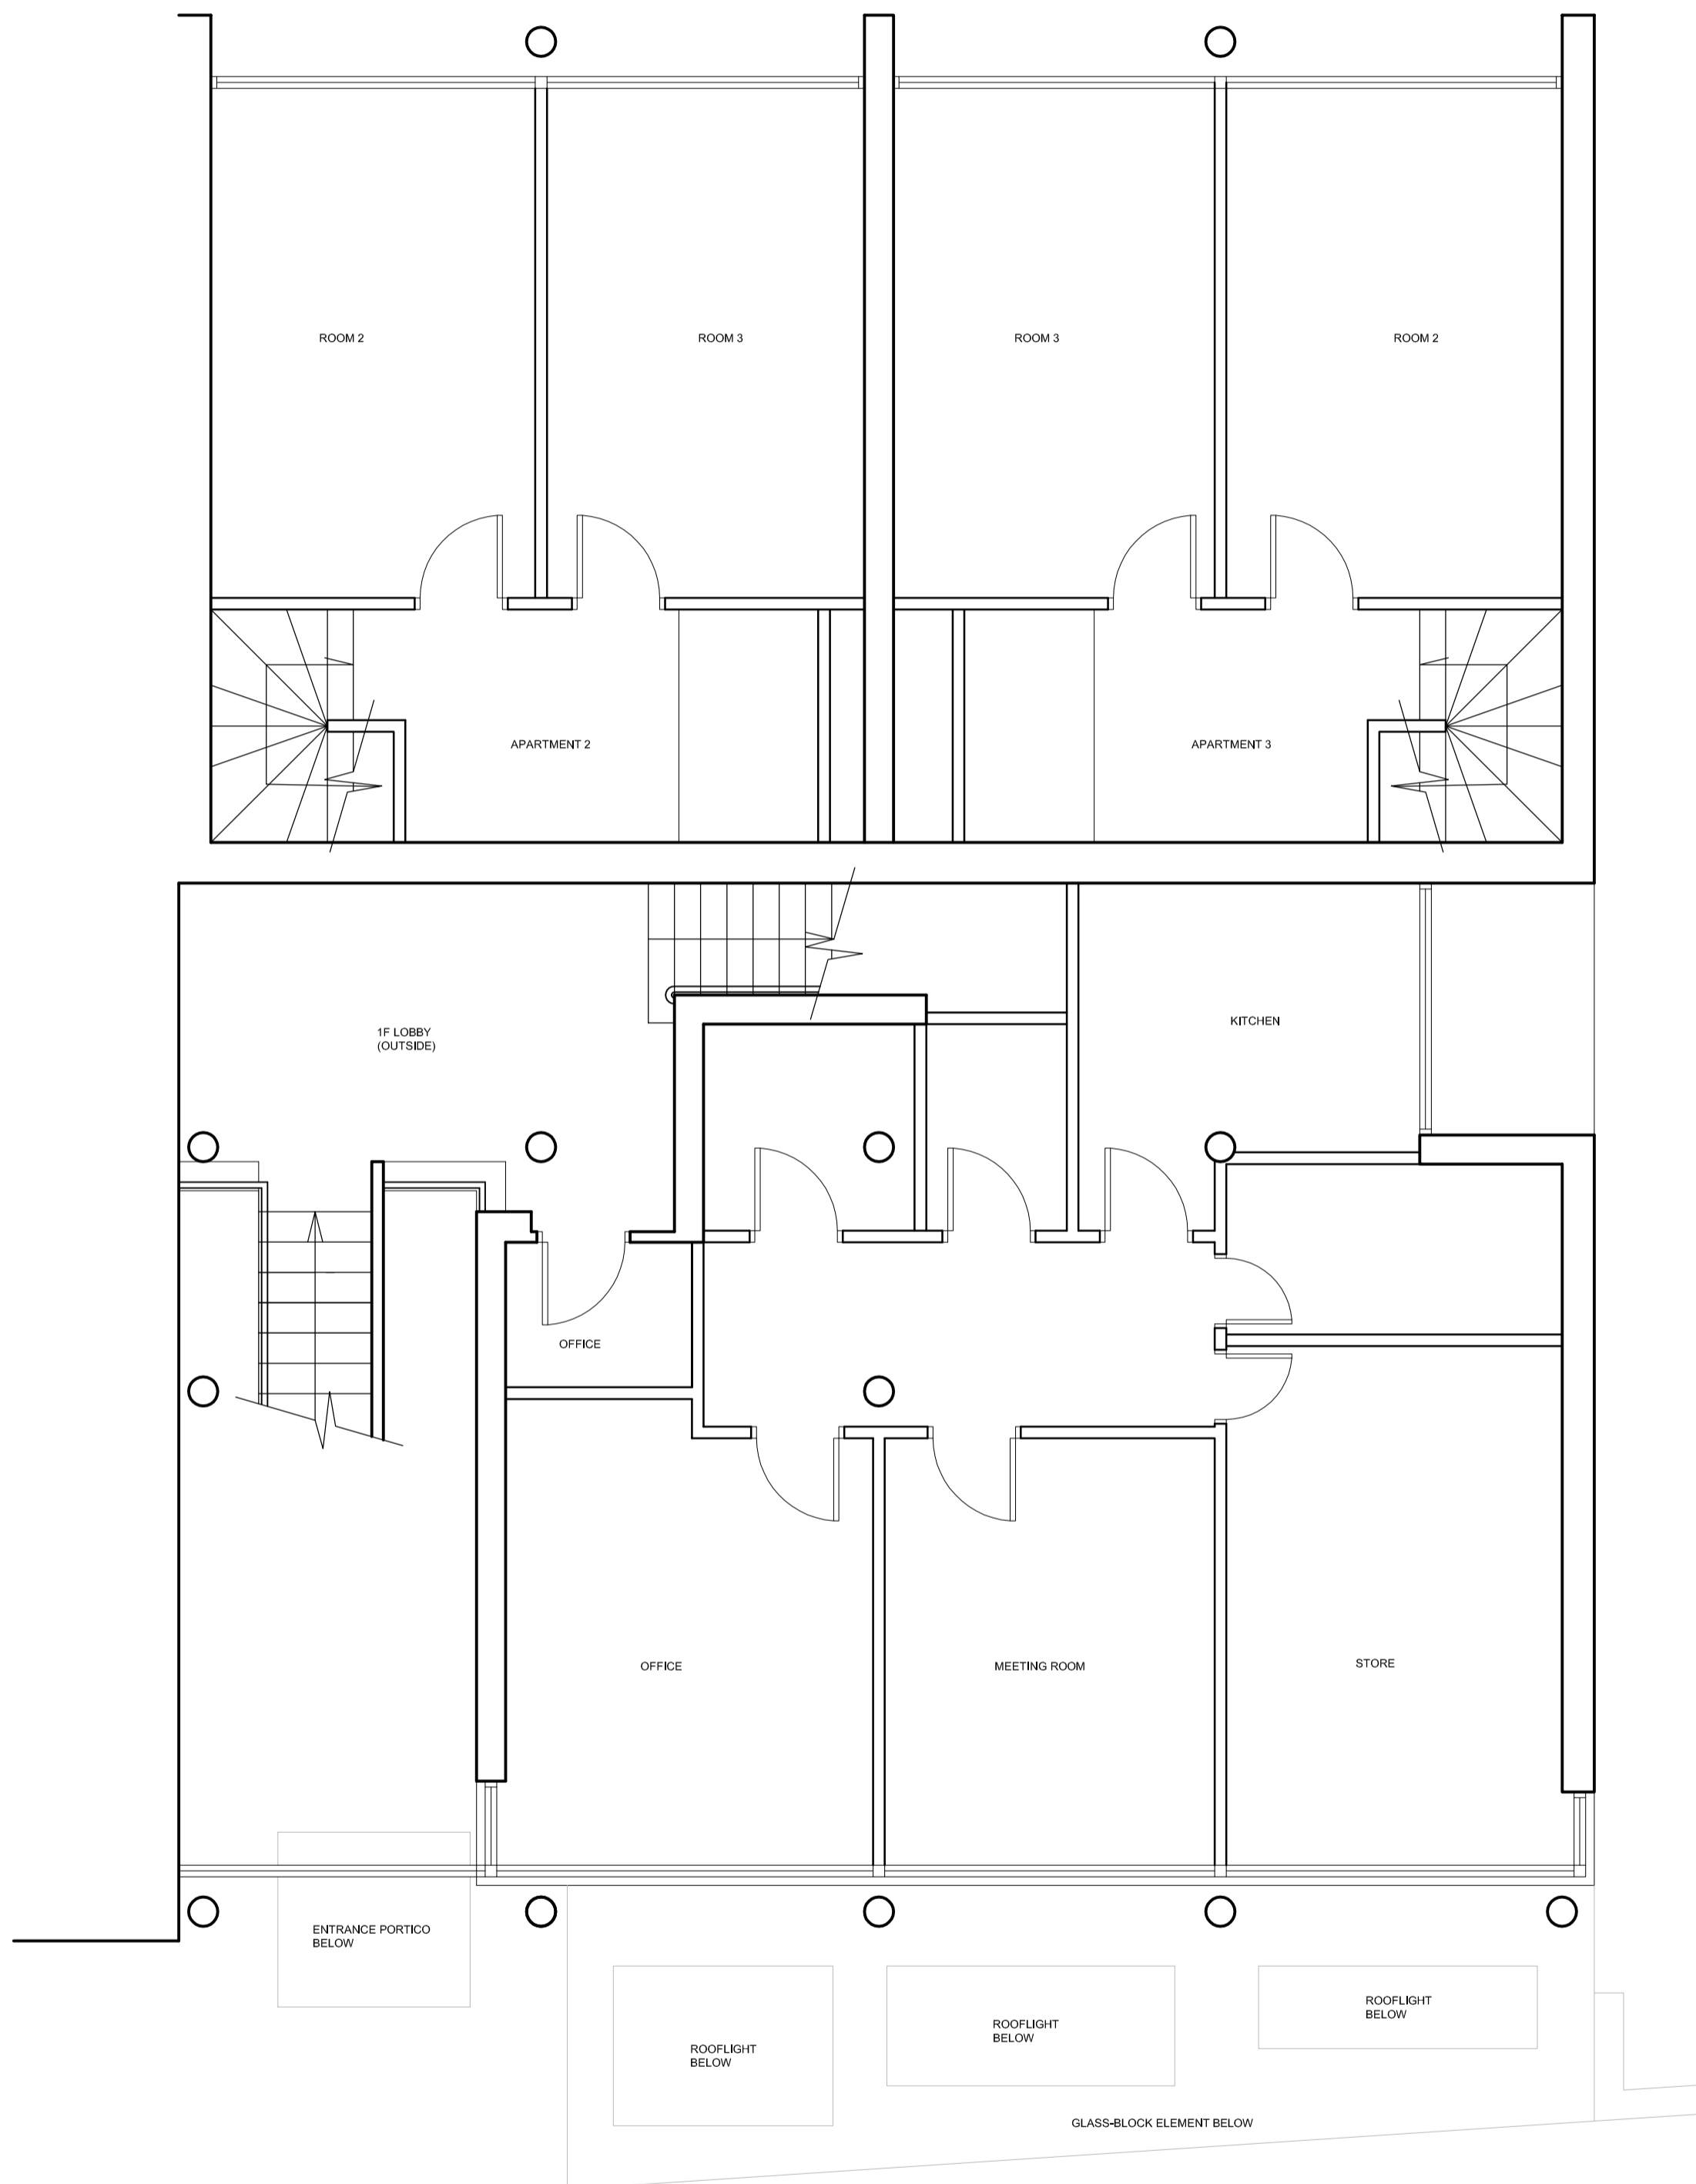 ROOM 2
ROOM 3
ROOM 3
ROOM 2
APARTMENT 2
APARTMENT 3
1F LOBBY
(OUTSIDE)
KITCHEN
OFFICE
OFFICE
MEETING ROOM
STORE
ENTRANCE PORTICO
BELOW
ROOFLIGHT
BELOW
ROOFLIGHT
BELOW
ROOFLIGHT
BELOW
GLASS-BLOCK ELEMENT BELOW